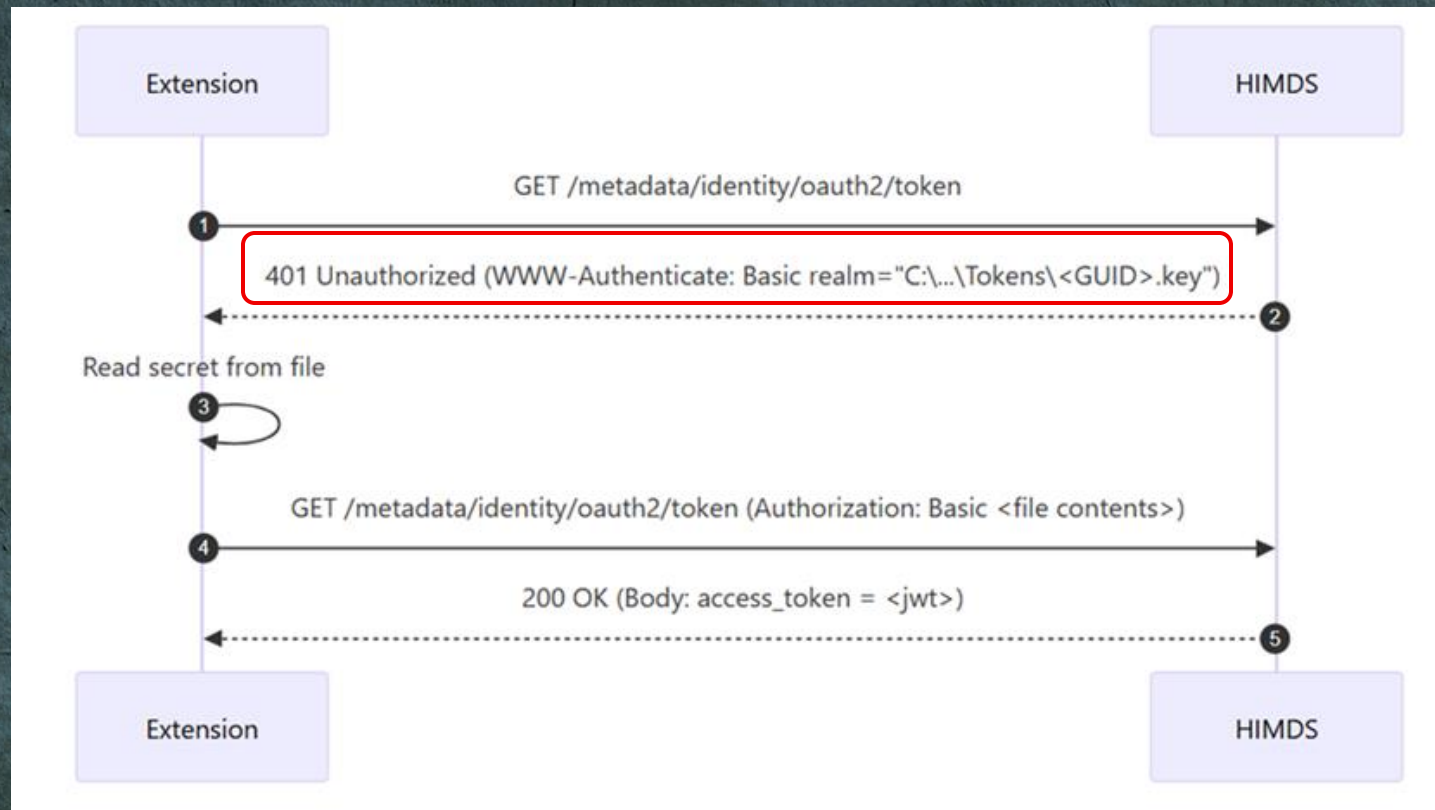 Extension
HIMDS
GET /metadata/identity/oauth2/token
1
401 Unauthorized (WWW-Authenticate: Basic realm="C:\...\Tokens\<GUID>.key")
2
Read secret from file
3
GET /metadata/identity/oauth2/token (Authorization: Basic <file contents>)
4
200 OK (Body: access_token = <jwt>)
5
Extension
HIMDS